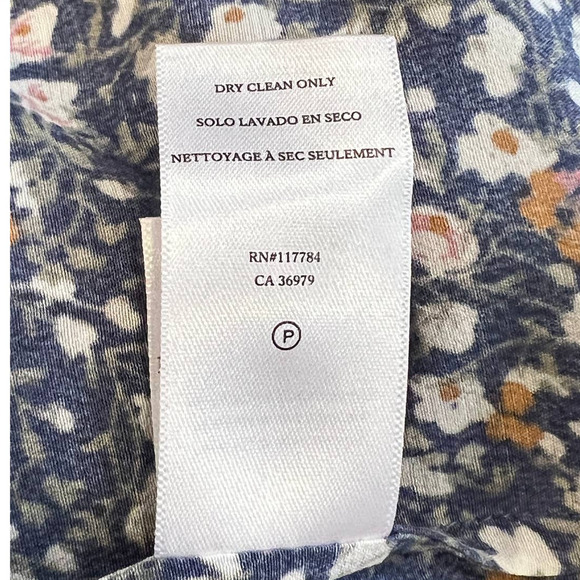 DRY CLEAN ONLY
SOLO LAVADO EN SECO
NETTOYAGE À SEC SEULEMENT
RN#117784
CA 36979
P